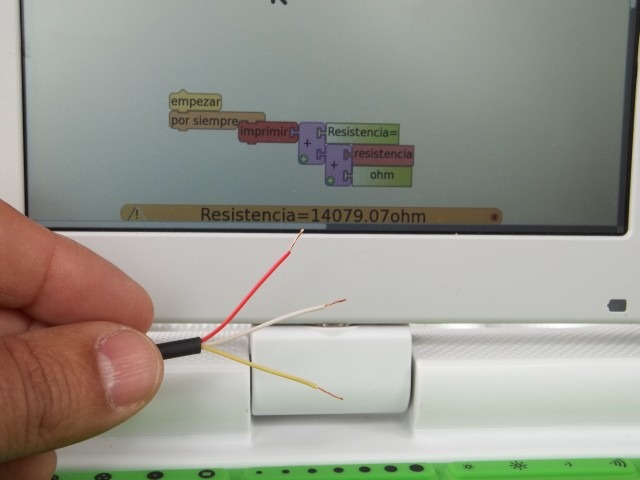 empezar
por siempre
imprimir + Resistencia=
+ resistencia
ohm
/! Resistencia=14079.07ohm